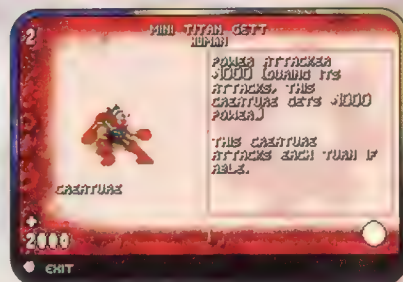 2
MINI TITAN GETT
HUMAN
POWER ATTACKER
+1000 (DURING ITS
ATTACKS, THIS
CREATURE GETS +1000
POWER.)
THIS CREATURE
ATTACKS EACH TURN IF
ABLE.
CREATURE
+
2000
EXIT